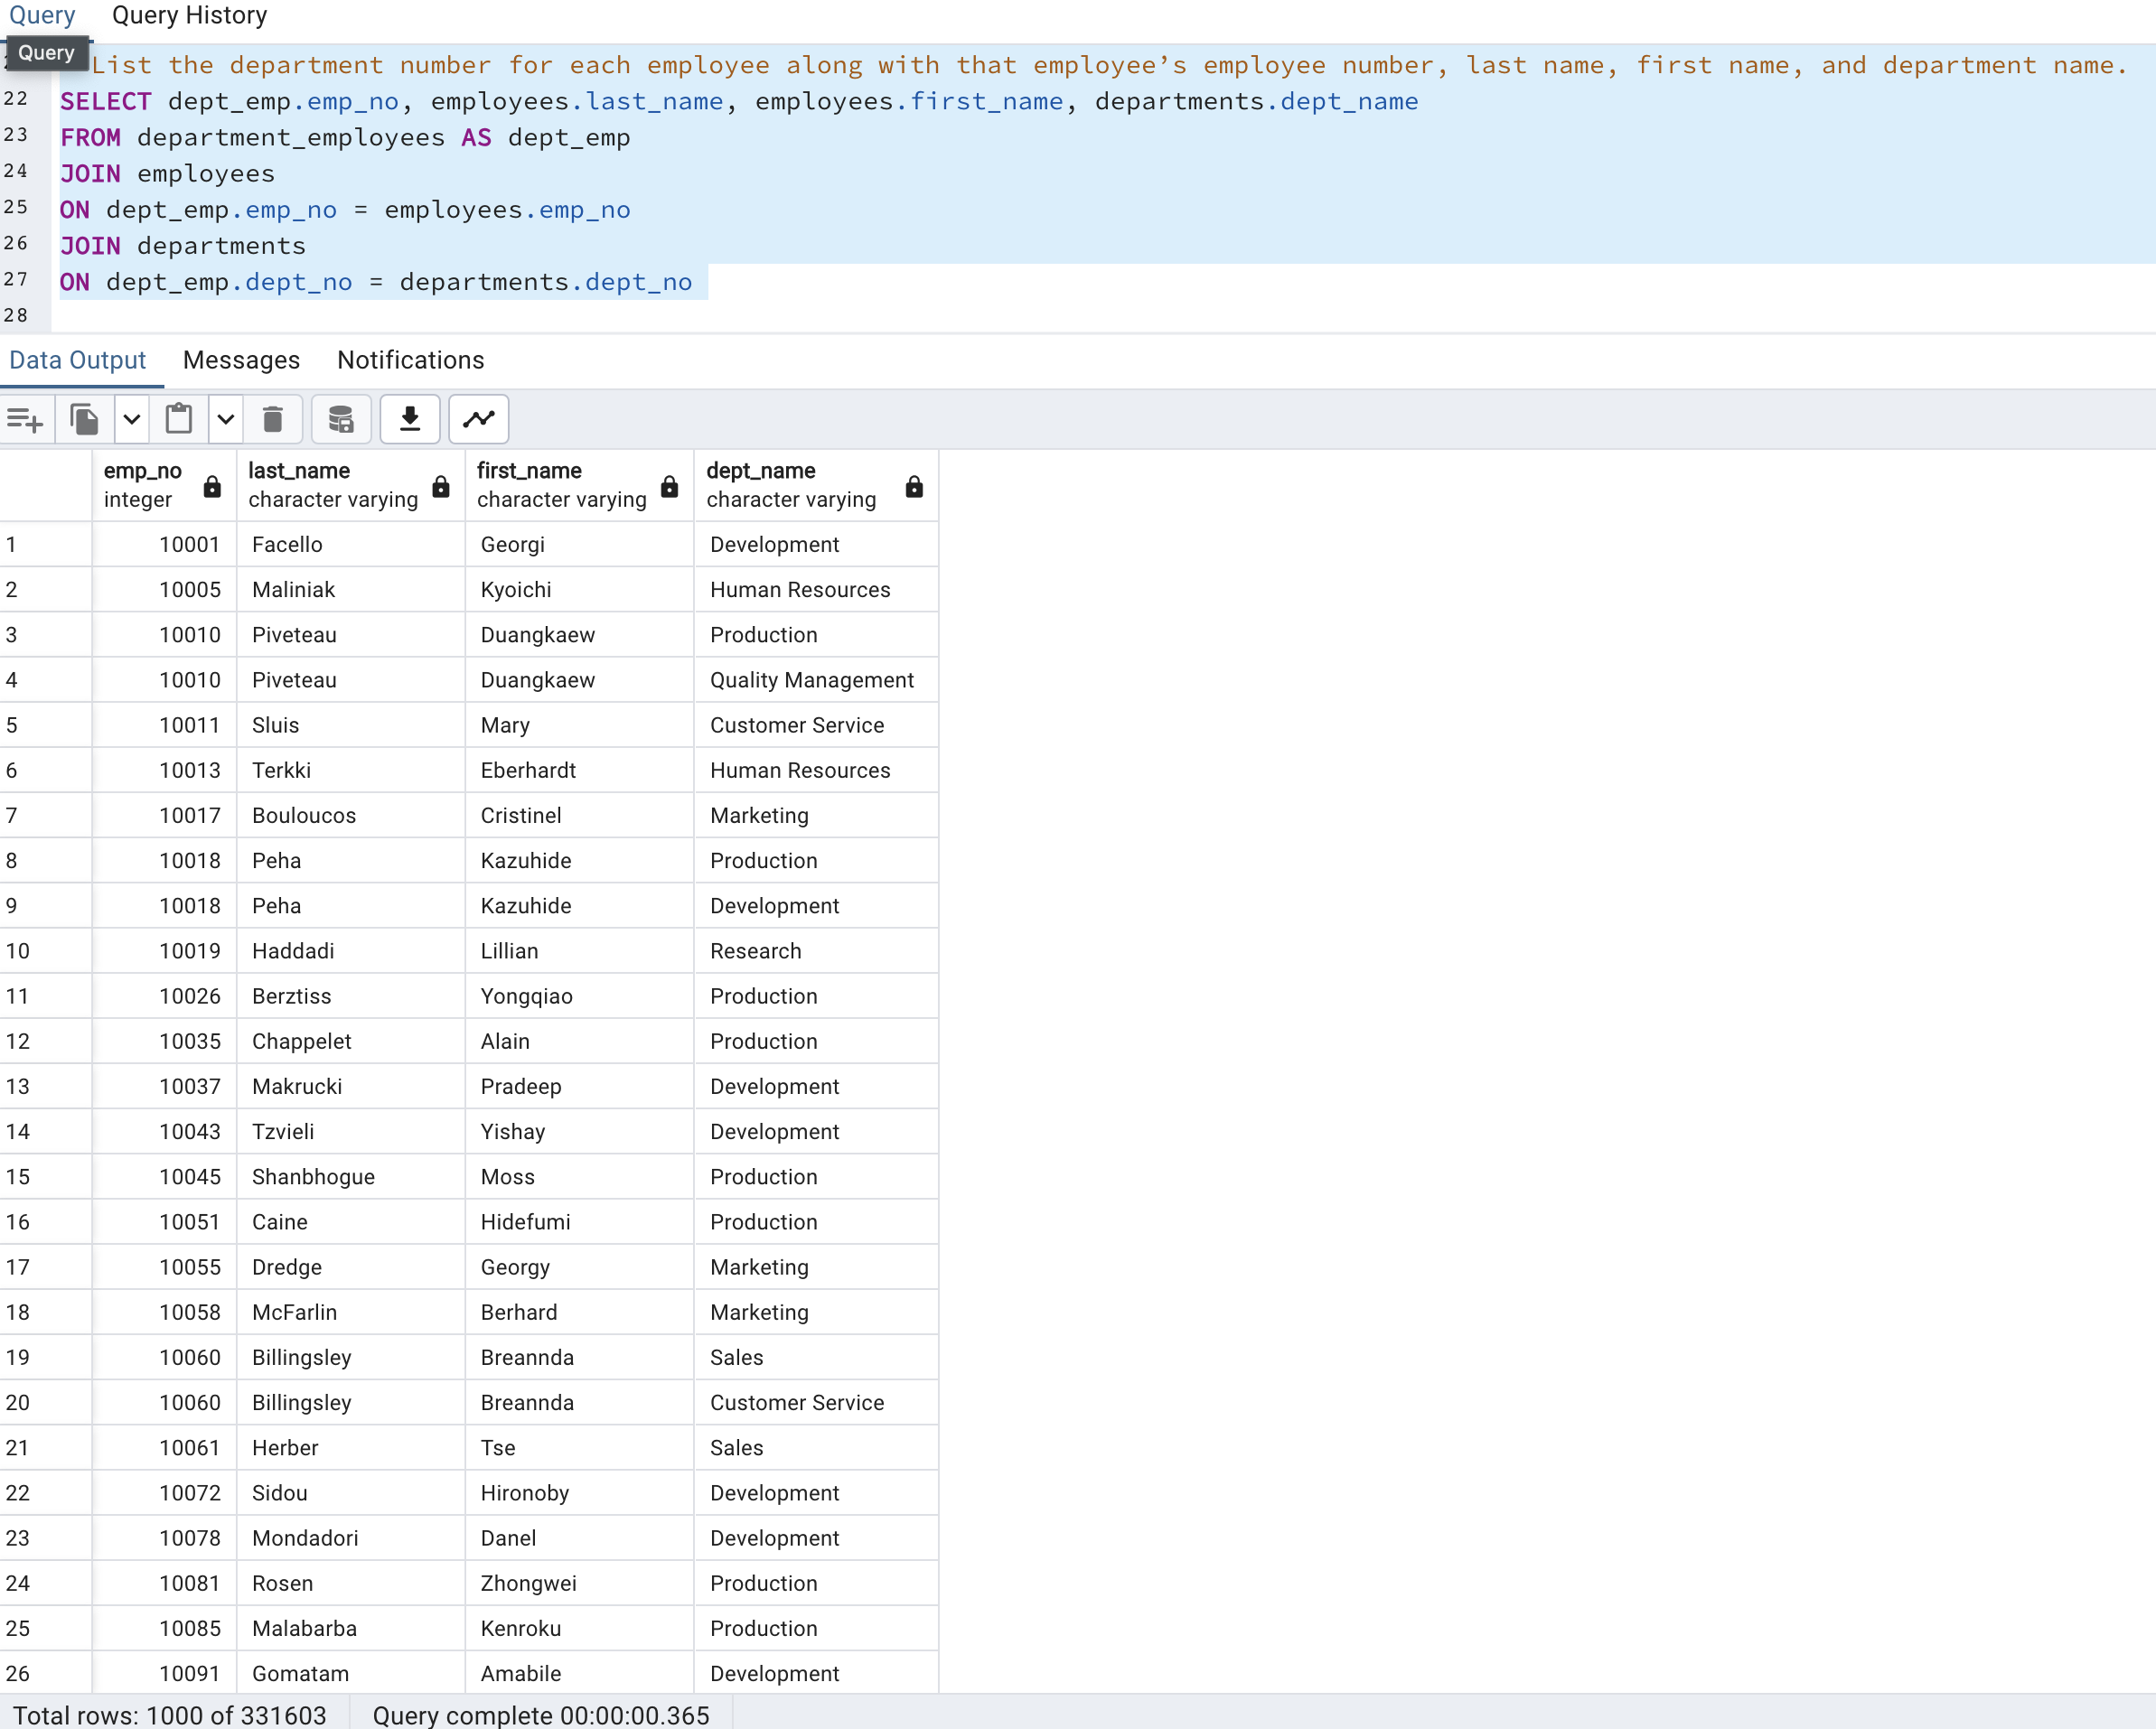 Query Query History
Query
List the department number for each employee along with that employee’s employee number, last name, first name, and department name.
22 SELECT dept_emp.emp_no, employees.last_name, employees.first_name, departments.dept_name
23 FROM department_employees AS dept_emp
24 JOIN employees
25 ON dept_emp.emp_no = employees.emp_no
26 JOIN departments
27 ON dept_emp.dept_no = departments.dept_no
28
Data Output Messages Notifications
emp_no last_name first_name dept_name
integer character varying character varying character varying
1 10001 Facello Georgi Development
2 10005 Maliniak Kyoichi Human Resources
3 10010 Piveteau Duangkaew Production
4 10010 Piveteau Duangkaew Quality Management
5 10011 Sluis Mary Customer Service
6 10013 Terkki Eberhardt Human Resources
7 10017 Bouloucos Cristinel Marketing
8 10018 Peha Kazuhide Production
9 10018 Peha Kazuhide Development
10 10019 Haddadi Lillian Research
11 10026 Berztiss Yongqiao Production
12 10035 Chappelet Alain Production
13 10037 Makrucki Pradeep Development
14 10043 Tzvieli Yishay Development
15 10045 Shanbhogue Moss Production
16 10051 Caine Hidefumi Production
17 10055 Dredge Georgy Marketing
18 10058 McFarlin Berhard Marketing
19 10060 Billingsley Breannda Sales
20 10060 Billingsley Breannda Customer Service
21 10061 Herber Tse Sales
22 10072 Sidou Hironoby Development
23 10078 Mondadori Danel Development
24 10081 Rosen Zhongwei Production
25 10085 Malabarba Kenroku Production
26 10091 Gomatam Amabile Development
Total rows: 1000 of 331603 Query complete 00:00:00.365